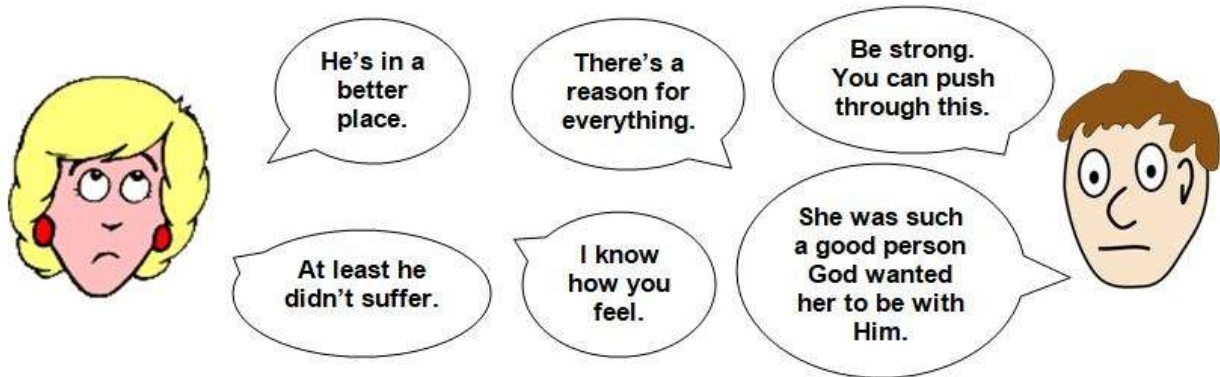 He's in a
better
place.
There's a
reason for
everything.
Be strong.
You can push
through this.
At least he
didn't suffer.
I know
how you
feel.
She was such
a good person
God wanted
her to be with
Him.